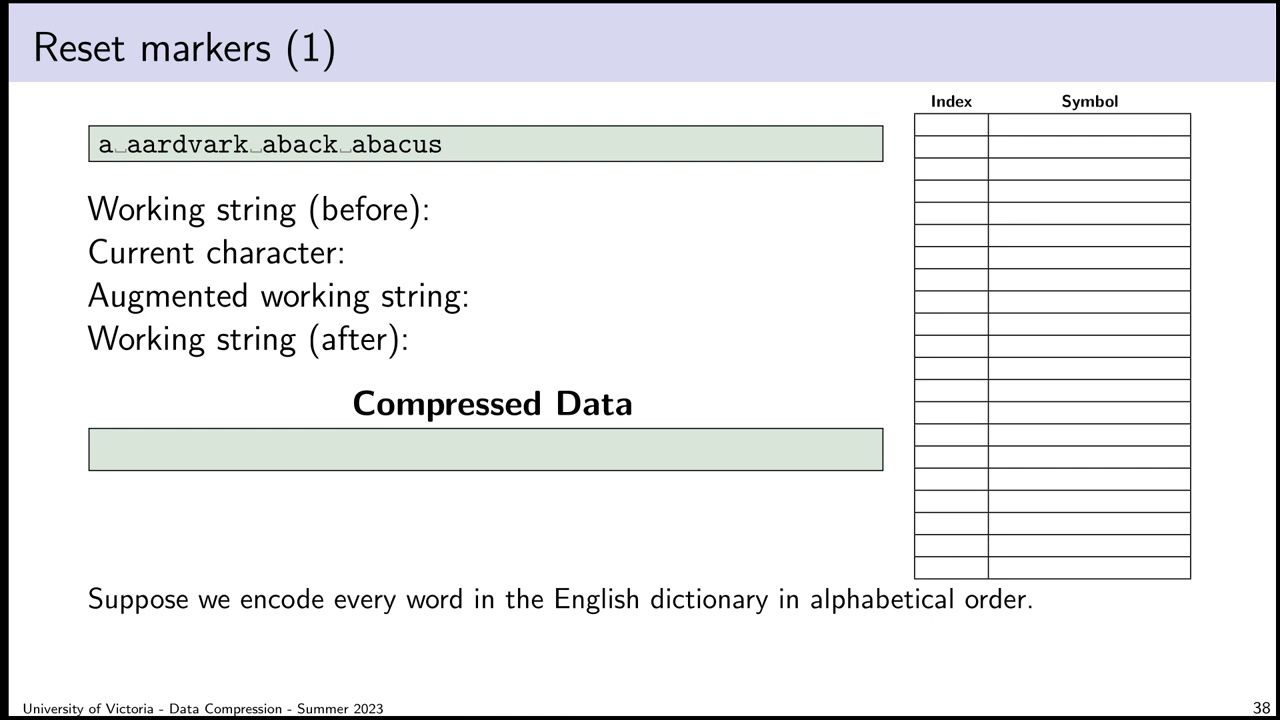 Reset markers (1)
Index Symbol
a␣aardvark␣aback␣abacus
Working string (before):
Current character:
Augmented working string:
Working string (after):
Compressed Data
Suppose we encode every word in the English dictionary in alphabetical order.
University of Victoria - Data Compression - Summer 2023 38